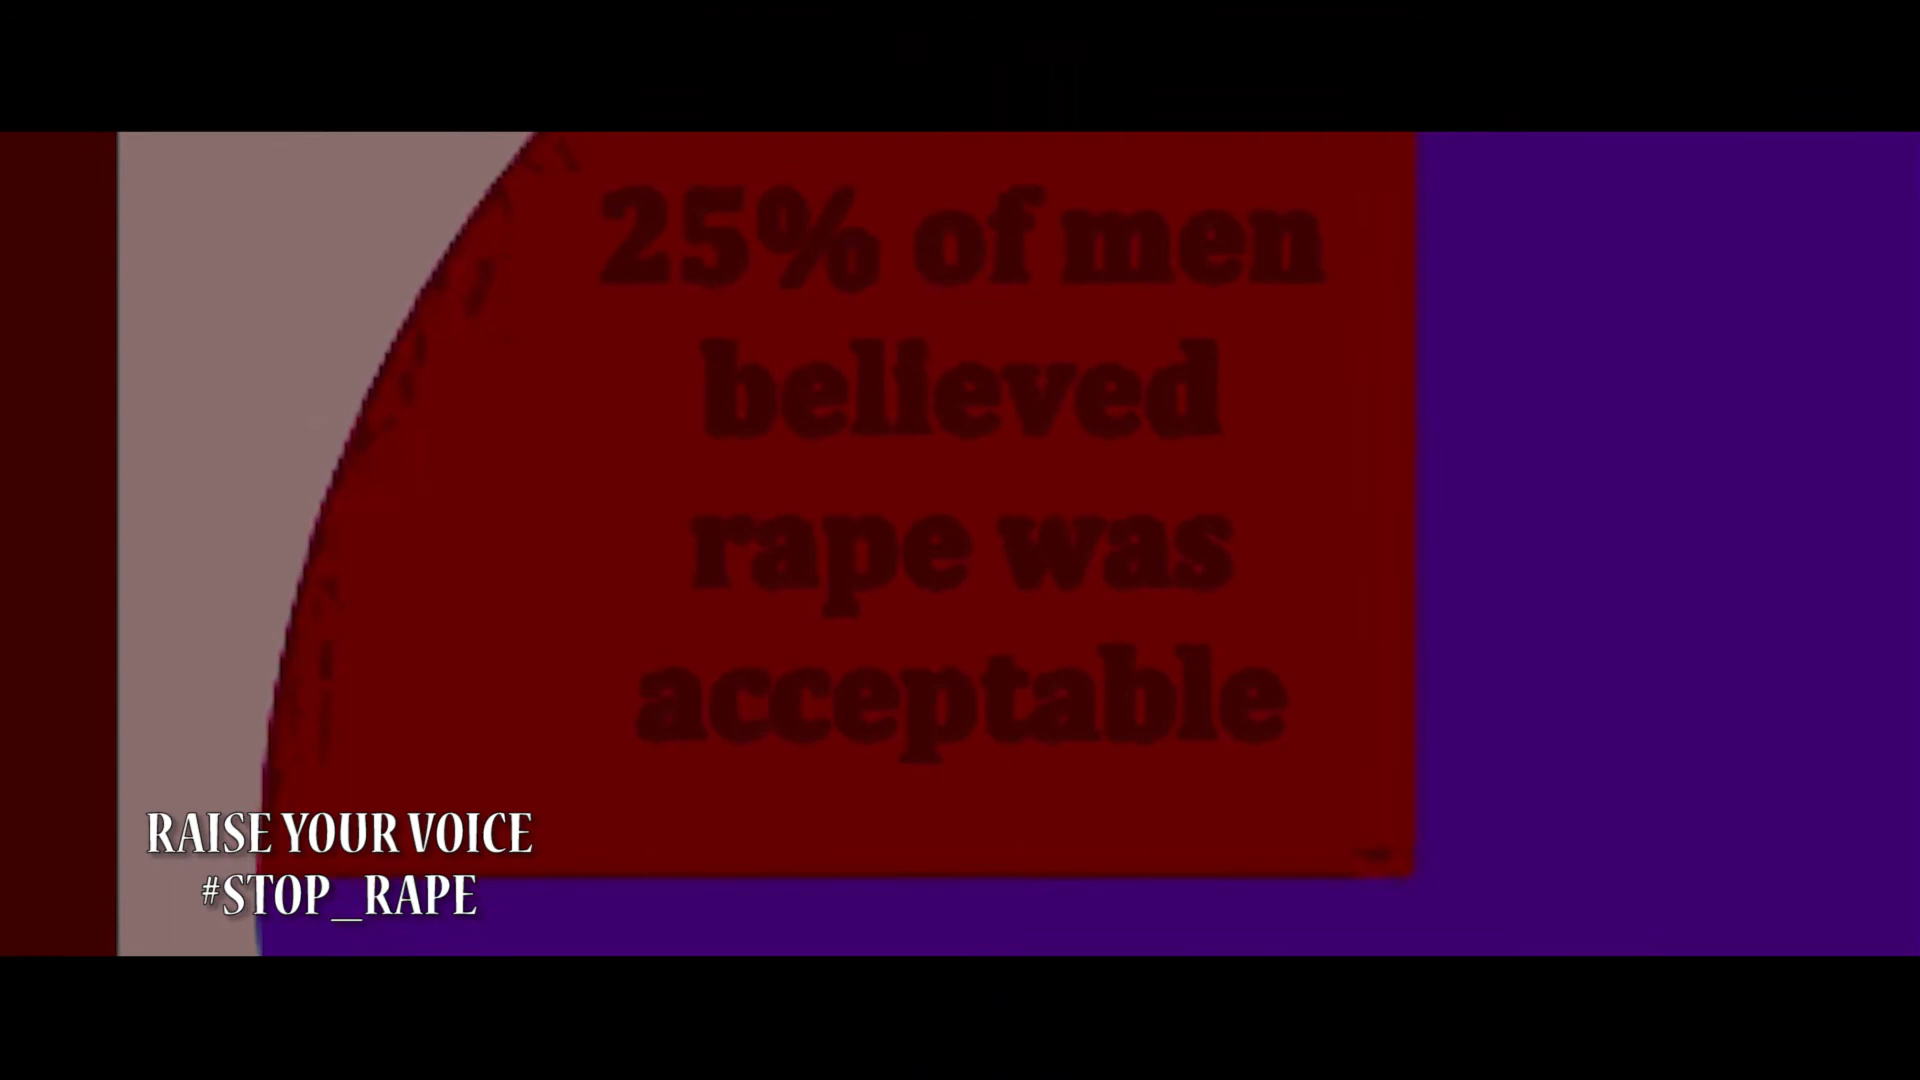 25% of men
believed
rape was
acceptable
RAISE YOUR VOICE
#STOP_RAPE